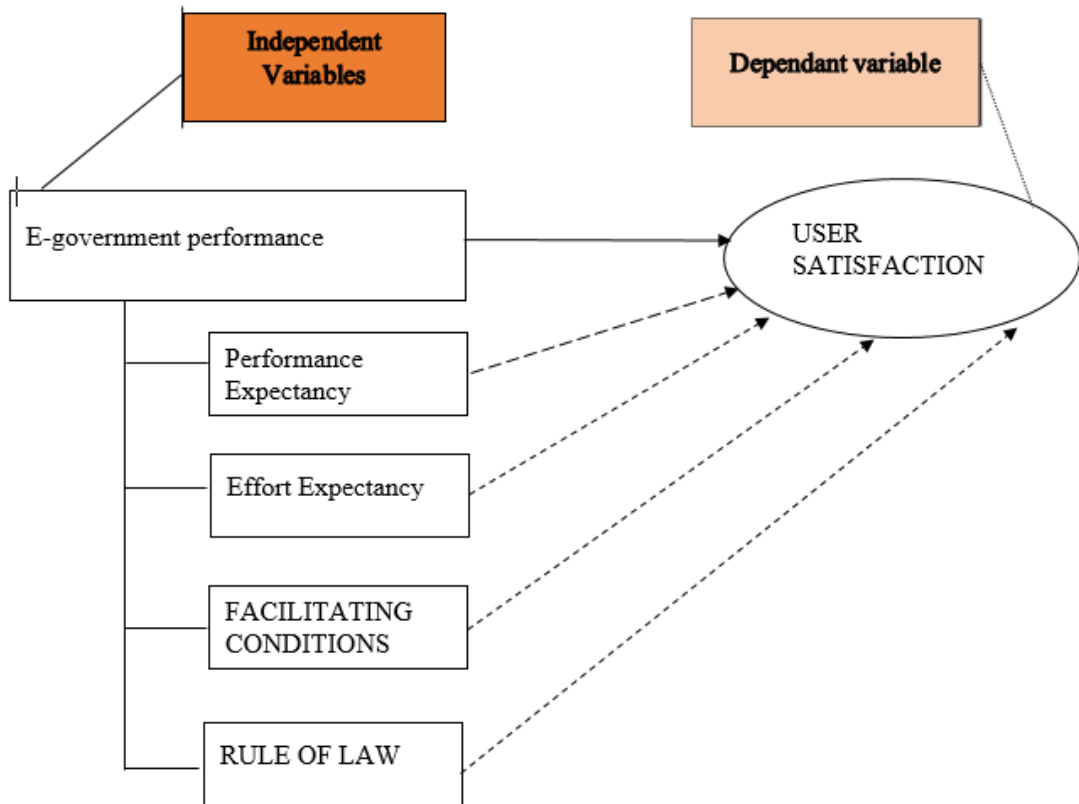 Independent
Variables
Dependant variable
E-government performance
USER
SATISFACTION
Performance
Expectancy
Effort Expectancy
FACILITATING
CONDITIONS
RULE OF LAW